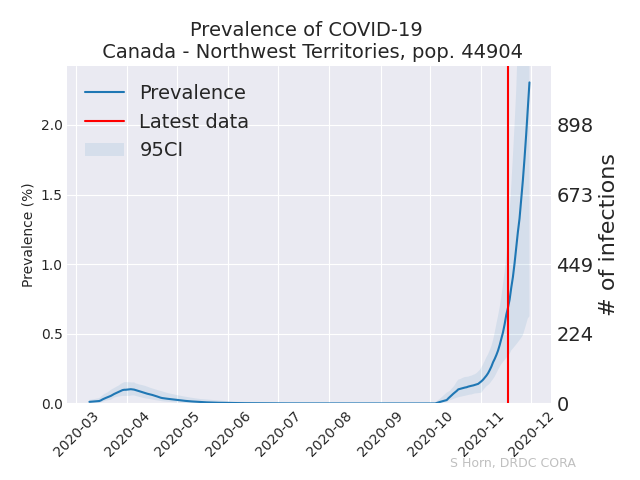 Prevalence of COVID-19
Canada - Northwest Territories, pop. 44904
Prevalence
Latest data
95CI
Prevalence (%)
2.0
1.5
1.0
0.5
0.0
898
673
449
224
0
# of infections
2020-03
2020-04
2020-05
2020-06
2020-07
2020-08
2020-09
2020-10
2020-11
2020-12
S Horn, DRDC CORA